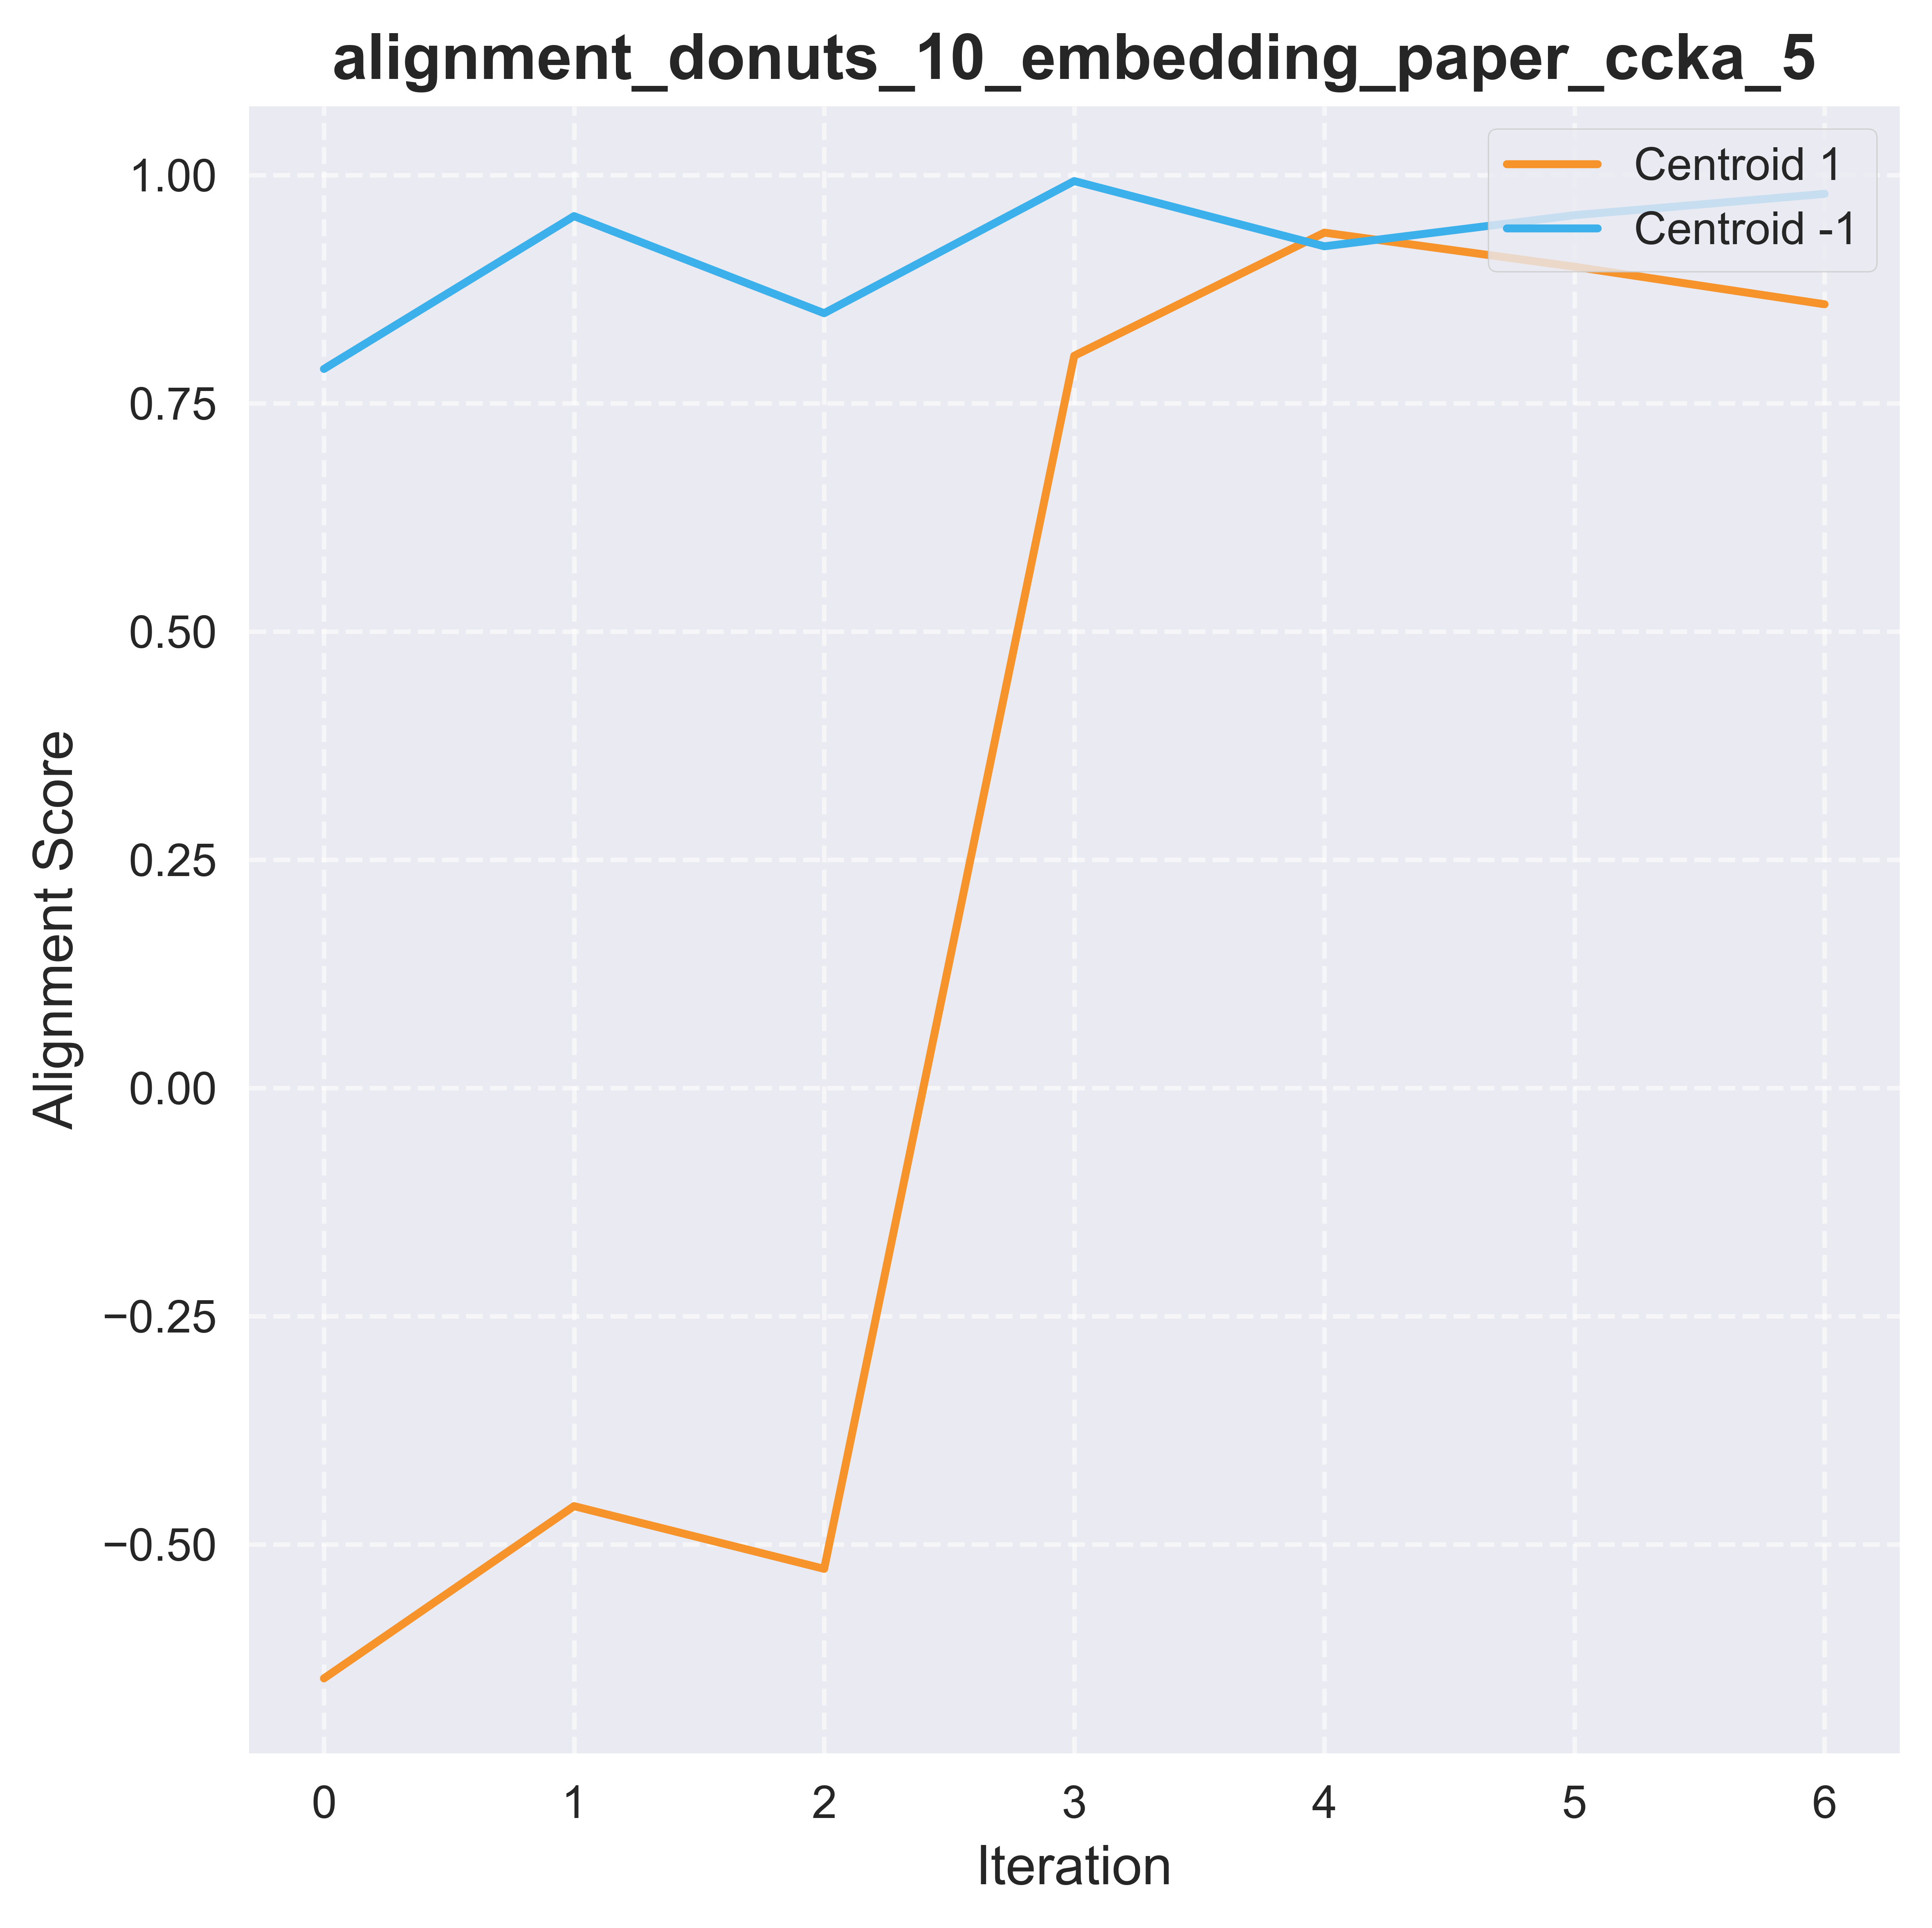 alignment_donuts_10_embedding_paper_ccka_5
Centroid 1
Centroid -1
1.00
0.75
0.50
0.25
0.00
−0.25
−0.50
Alignment Score
0 1 2 3 4 5 6
Iteration